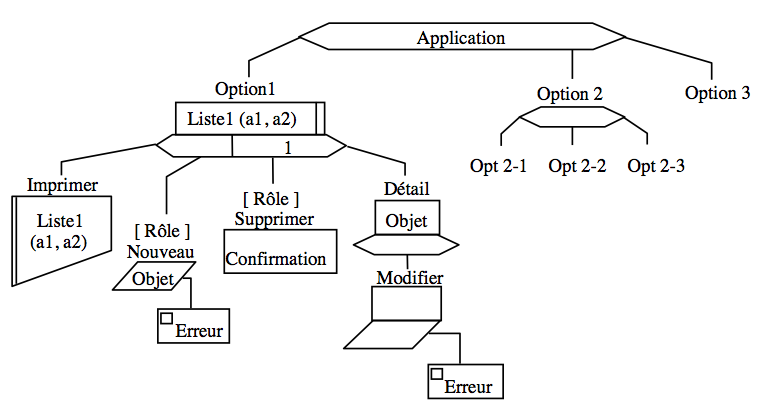 Application
Option1
Option 2
Option 3
Liste1 (a1, a2)
1
Opt 2-1
Opt 2-2
Opt 2-3
Imprimer
Liste1
(a1, a2)
[ Rôle ]
Nouveau
Objet
Erreur
[ Rôle ]
Supprimer
Confirmation
Détail
Objet
Modifier
Erreur